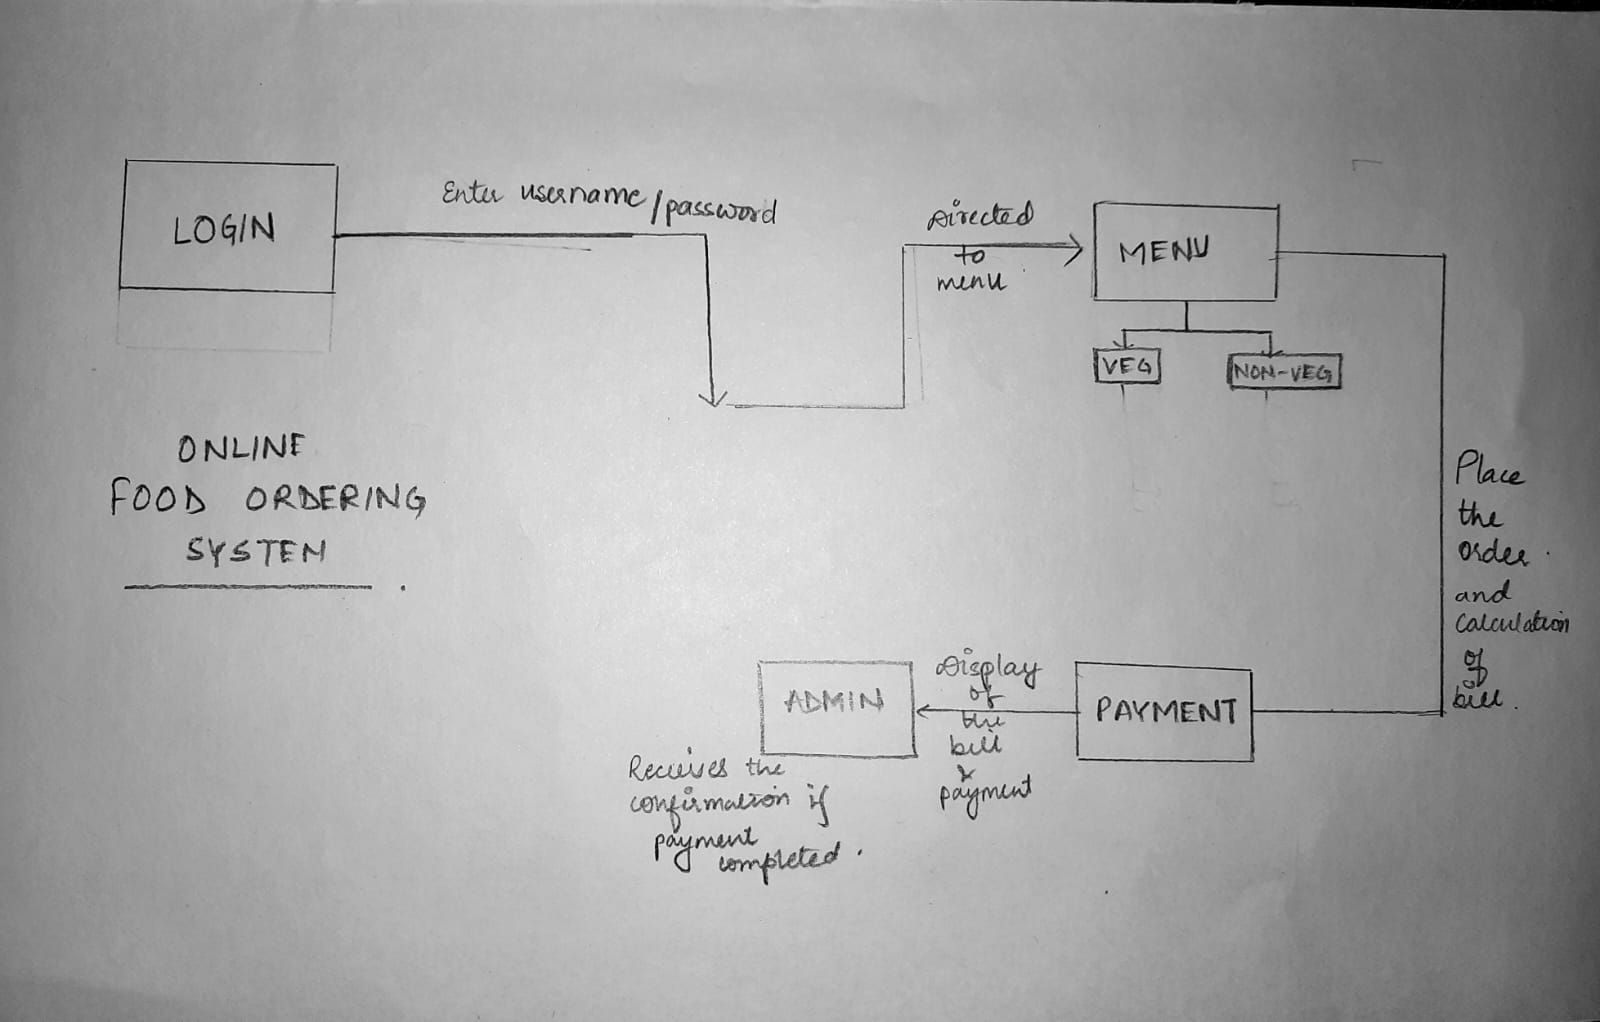 LOGIN
Enter username/password
Directed
to
menu
MENU
VEG
NON-VEG
ONLINE
FOOD ORDERING
SYSTEM
Place
the
order.
and
calculation
of
bill.
PAYMENT
Display
of
the
bill
&
payment
ADMIN
Receives the
confirmation if
payment
completed.